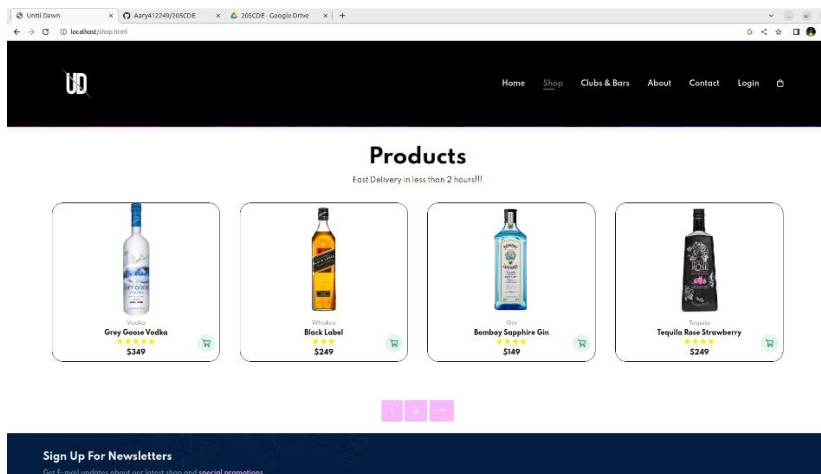 Until Dawn
Aary412249/205CDE
205CDE - Google Drive
localhost/shop.html
UD
Home Shop Clubs & Bars About Contact Login
Products
Fast Delivery in less than 2 hours!!!
Vodka
Grey Goose Vodka
$349
Whiskey
Black Label
$249
Gin
Bombay Sapphire Gin
$149
ROSE
Tequila
Tequila Rose Strawberry
$249
1 2 →
Sign Up For Newsletters
Get E-mail updates about our latest shop and special promotions